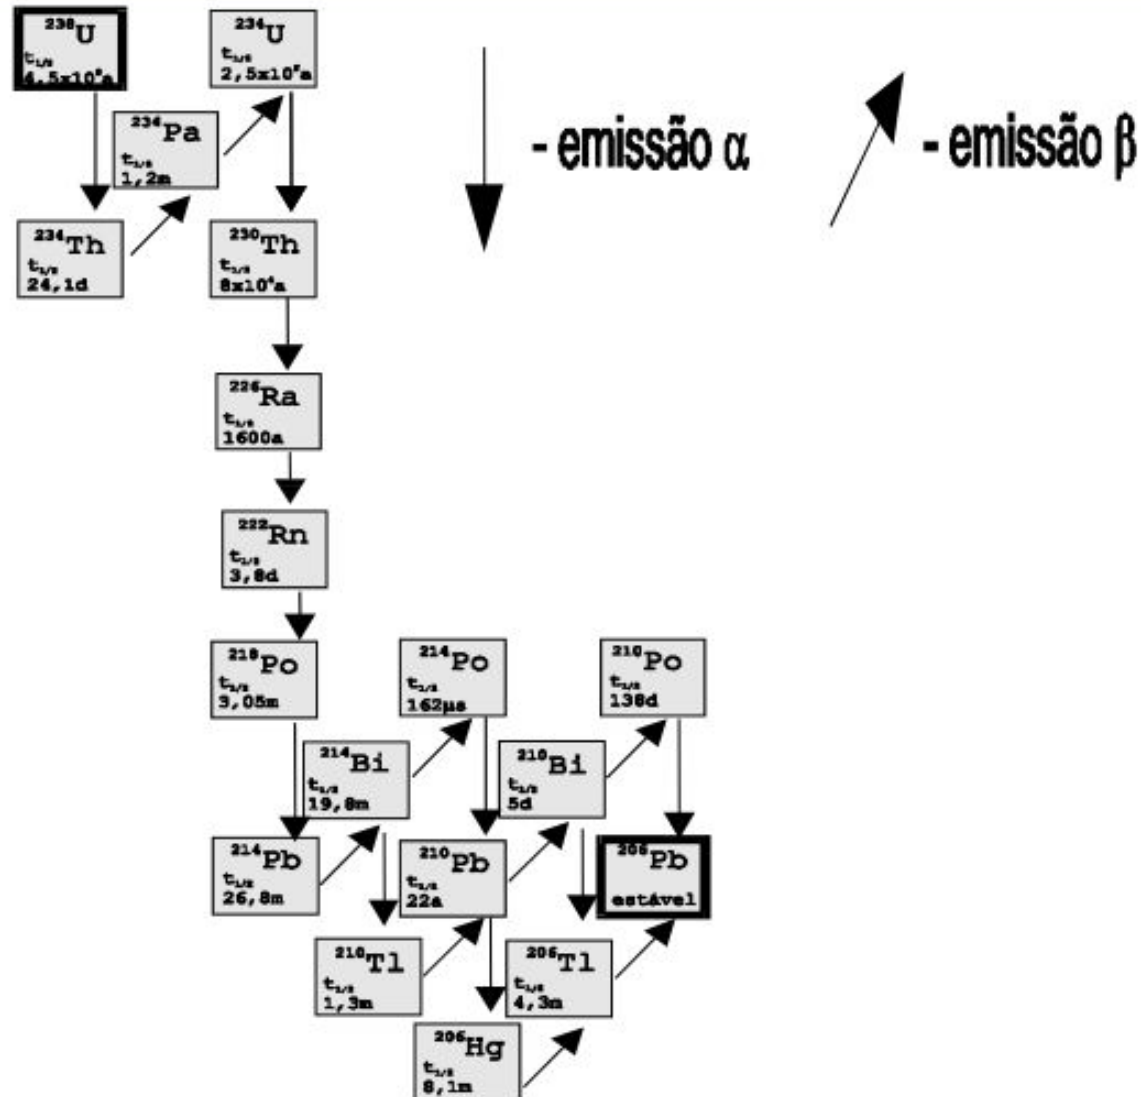 ²³⁸U
t₁/₂
4,5x10⁹a
²³⁴U
t₁/₂
2,5x10⁵a
²³⁴Pa
t₁/₂
1,2m
- emissão α
- emissão β
²³⁴Th
t₁/₂
24,1d
²³⁰Th
t₁/₂
8x10⁴a
²²⁶Ra
t₁/₂
1600a
²²²Rn
t₁/₂
3,8d
²¹⁸Po
t₁/₂
3,05m
²¹⁴Po
t₁/₂
162µs
²¹⁰Po
t₁/₂
138d
²¹⁴Bi
t₁/₂
19,8m
²¹⁰Bi
t₁/₂
5d
²¹⁴Pb
t₁/₂
26,8m
²¹⁰Pb
t₁/₂
22a
²⁰⁶Pb
estável
²¹⁰Tl
t₁/₂
1,3m
²⁰⁶Tl
t₁/₂
4,3m
²⁰⁶Hg
t₁/₂
8,1m